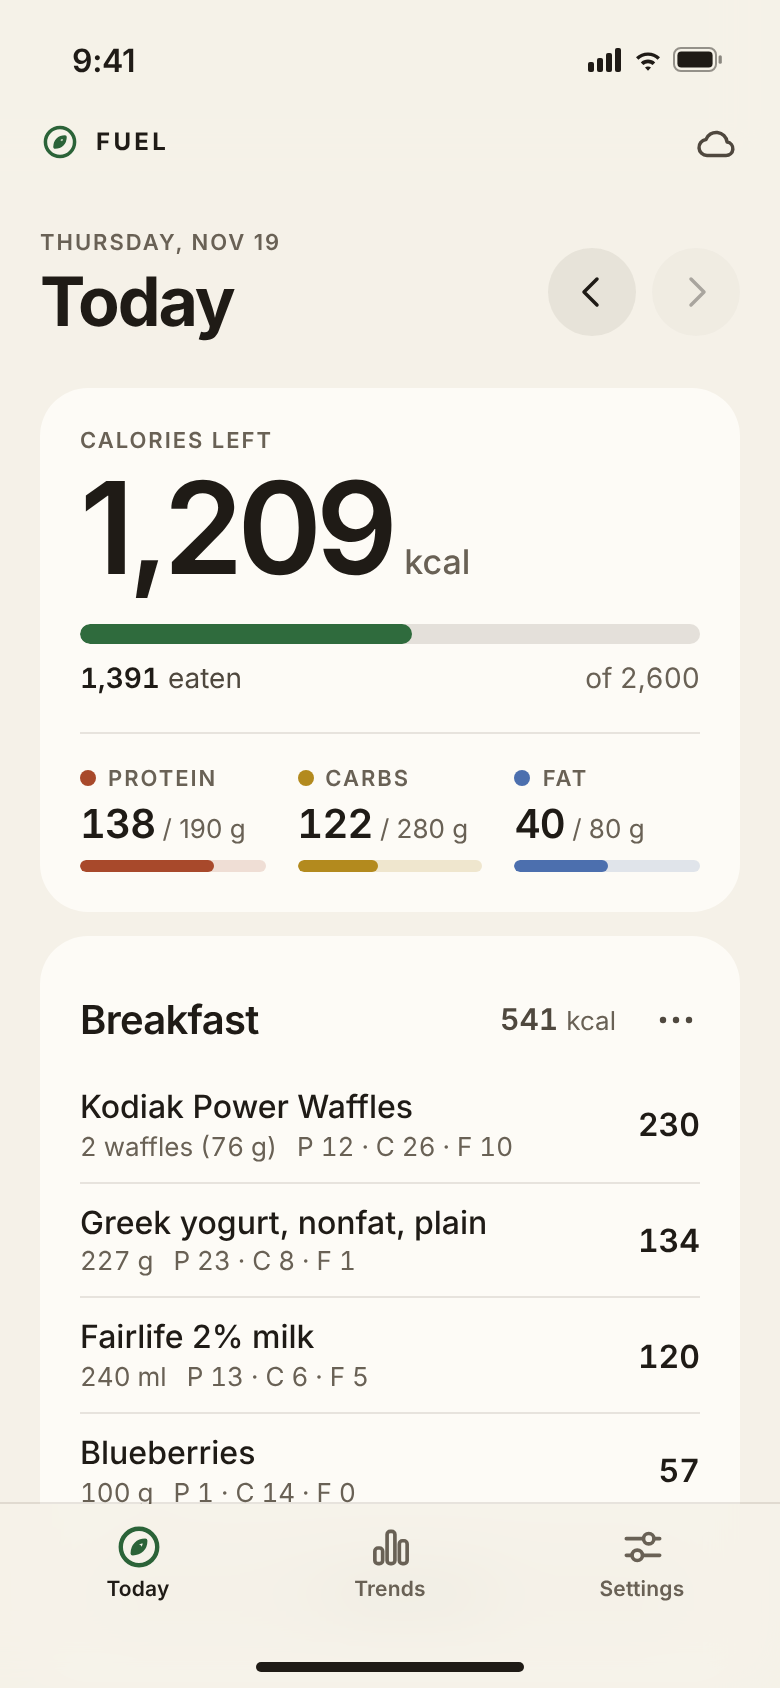 9:41
FUEL
THURSDAY, NOV 19
Today
CALORIES LEFT
1,209 kcal
1,391 eaten of 2,600
PROTEIN CARBS FAT
138 / 190 g 122 / 280 g 40 / 80 g
Breakfast 541 kcal
Kodiak Power Waffles 230
2 waffles (76 g) P 12 · C 26 · F 10
Greek yogurt, nonfat, plain 134
227 g P 23 · C 8 · F 1
Fairlife 2% milk 120
240 ml P 13 · C 6 · F 5
Blueberries 57
100 g P 1 · C 14 · F 0
Today Trends Settings